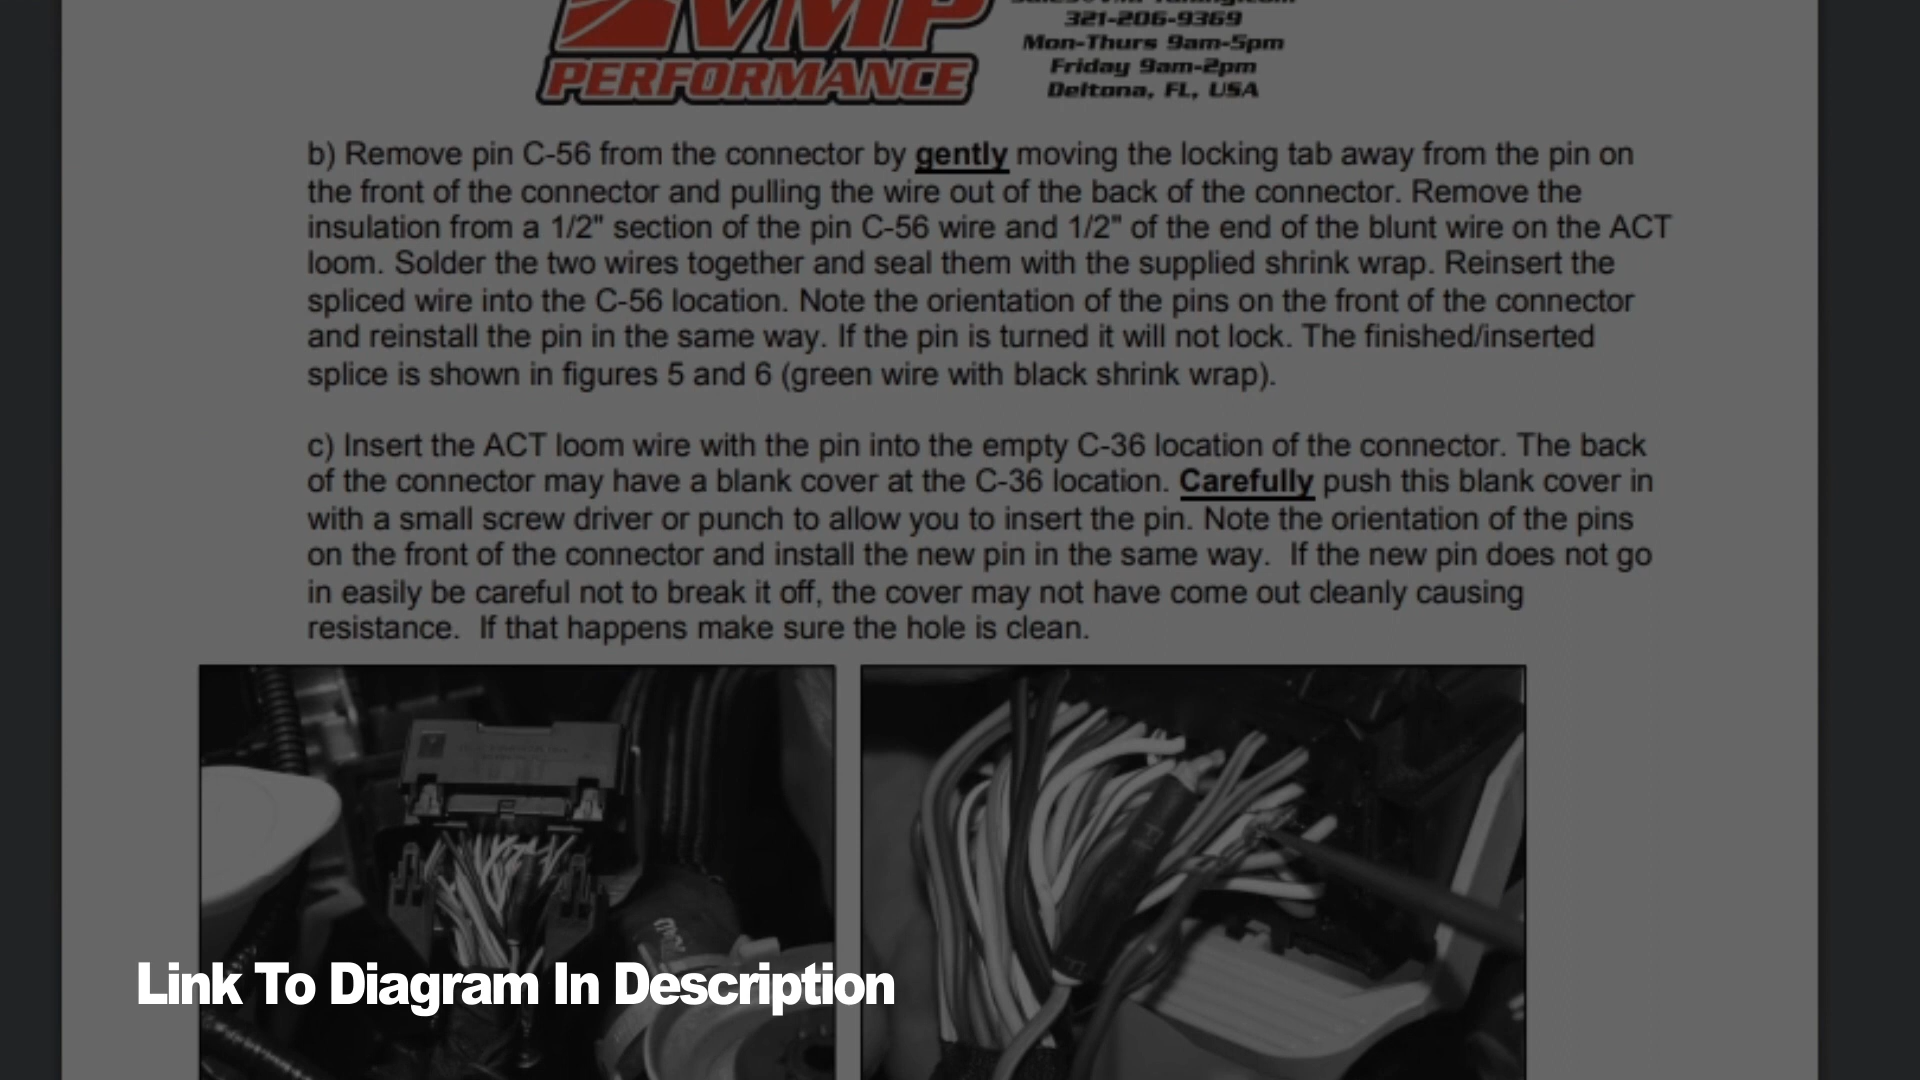 VMP
PERFORMANCE
321-206-9369
Mon-Thurs 9am-5pm
Friday 9am-2pm
Deltona, FL, USA
b) Remove pin C-56 from the connector by gently moving the locking tab away from the pin on
the front of the connector and pulling the wire out of the back of the connector. Remove the
insulation from a 1/2" section of the pin C-56 wire and 1/2" of the end of the blunt wire on the ACT
loom. Solder the two wires together and seal them with the supplied shrink wrap. Reinsert the
spliced wire into the C-56 location. Note the orientation of the pins on the front of the connector
and reinstall the pin in the same way. If the pin is turned it will not lock. The finished/inserted
splice is shown in figures 5 and 6 (green wire with black shrink wrap).
c) Insert the ACT loom wire with the pin into the empty C-36 location of the connector. The back
of the connector may have a blank cover at the C-36 location. Carefully push this blank cover in
with a small screw driver or punch to allow you to insert the pin. Note the orientation of the pins
on the front of the connector and install the new pin in the same way.  If the new pin does not go
in easily be careful not to break it off, the cover may not have come out cleanly causing
resistance.  If that happens make sure the hole is clean.
Link To Diagram In Description